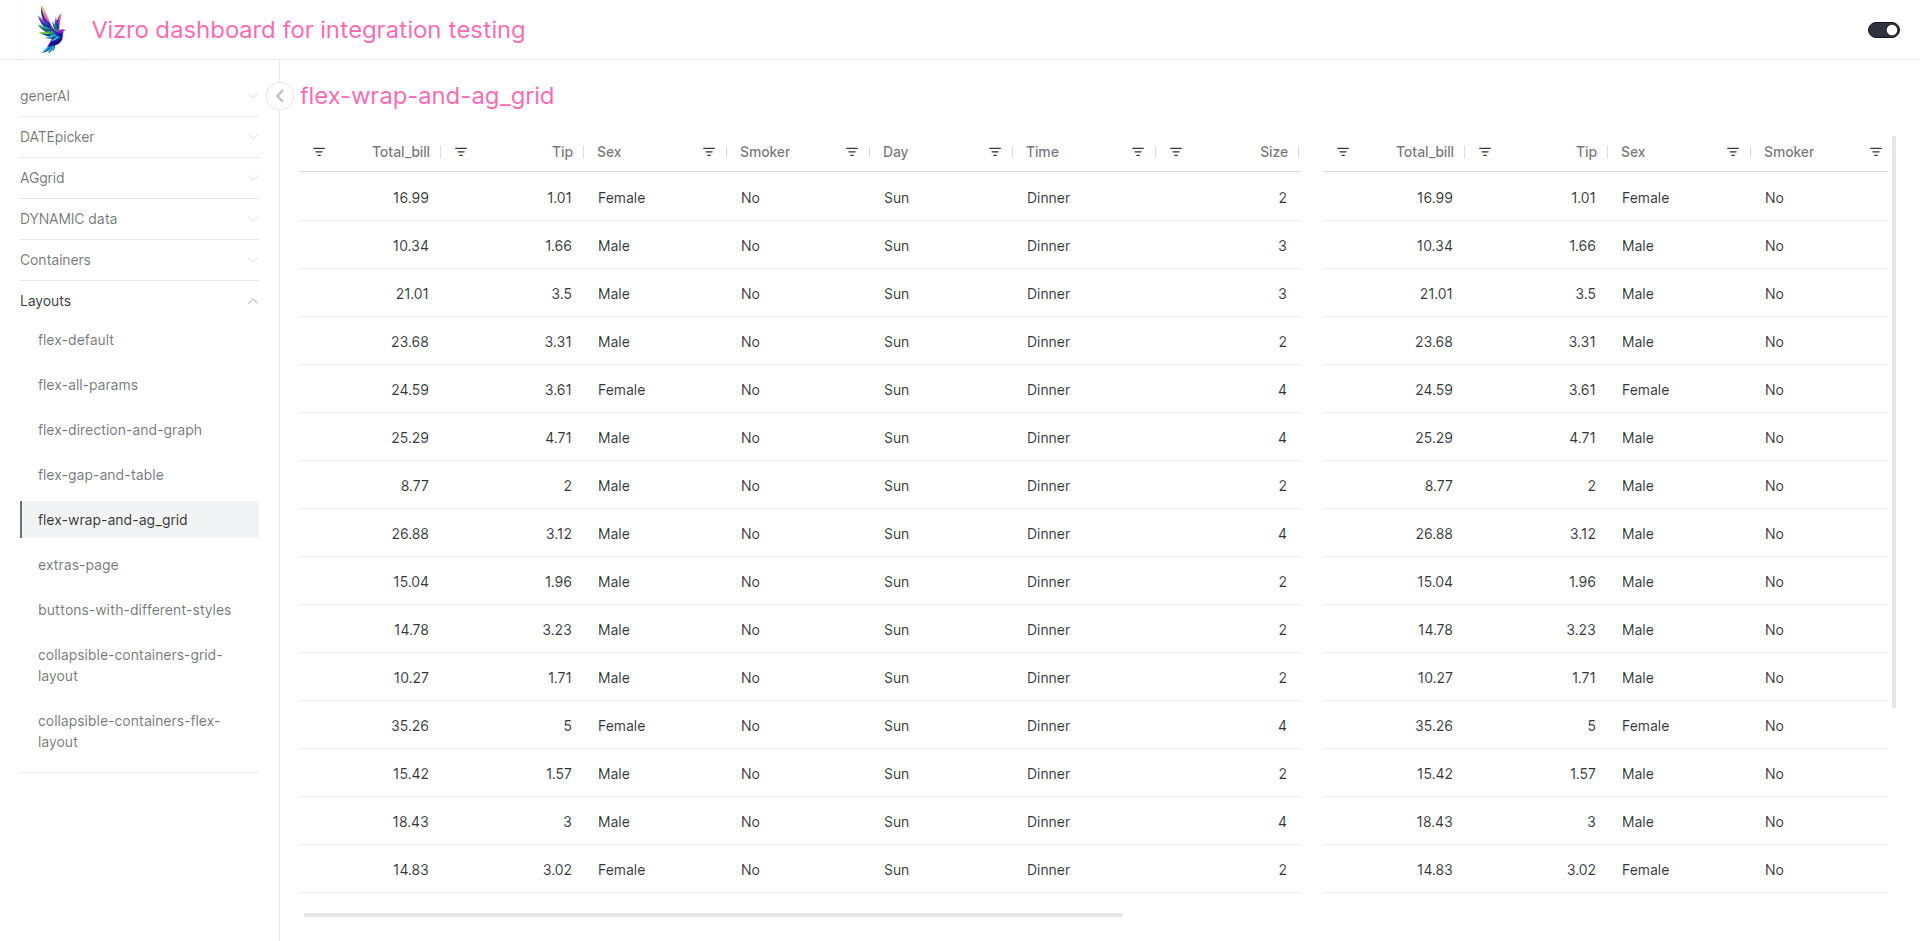 Vizro dashboard for integration testing
generAI
DATEpicker
AGgrid
DYNAMIC data
Containers
Layouts
flex-default
flex-all-params
flex-direction-and-graph
flex-gap-and-table
flex-wrap-and-ag_grid
extras-page
buttons-with-different-styles
collapsible-containers-grid-
layout
collapsible-containers-flex-
layout
flex-wrap-and-ag_grid
Total_bill Tip Sex Smoker Day Time Size Total_bill Tip Sex Smoker
16.99 1.01 Female No Sun Dinner 2 16.99 1.01 Female No
10.34 1.66 Male No Sun Dinner 3 10.34 1.66 Male No
21.01 3.5 Male No Sun Dinner 3 21.01 3.5 Male No
23.68 3.31 Male No Sun Dinner 2 23.68 3.31 Male No
24.59 3.61 Female No Sun Dinner 4 24.59 3.61 Female No
25.29 4.71 Male No Sun Dinner 4 25.29 4.71 Male No
8.77 2 Male No Sun Dinner 2 8.77 2 Male No
26.88 3.12 Male No Sun Dinner 4 26.88 3.12 Male No
15.04 1.96 Male No Sun Dinner 2 15.04 1.96 Male No
14.78 3.23 Male No Sun Dinner 2 14.78 3.23 Male No
10.27 1.71 Male No Sun Dinner 2 10.27 1.71 Male No
35.26 5 Female No Sun Dinner 4 35.26 5 Female No
15.42 1.57 Male No Sun Dinner 2 15.42 1.57 Male No
18.43 3 Male No Sun Dinner 4 18.43 3 Male No
14.83 3.02 Female No Sun Dinner 2 14.83 3.02 Female No